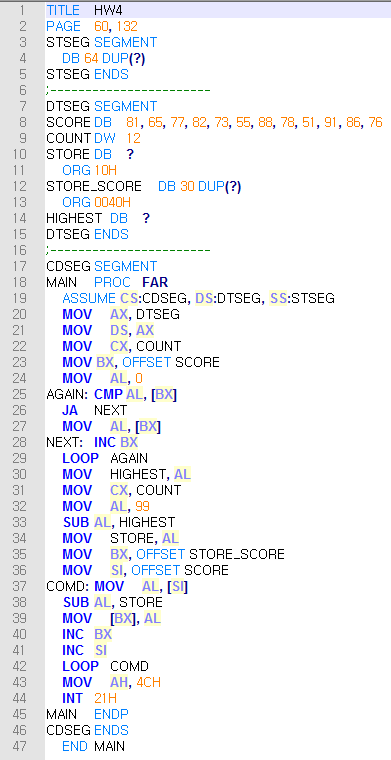 1 TITLE HW4
2 PAGE 60, 132
3 STSEG SEGMENT
4 DB 64 DUP(?)
5 STSEG ENDS
6 ;-----------------------
7 DTSEG SEGMENT
8 SCORE DB 81, 65, 77, 82, 73, 55, 88, 78, 51, 91, 86, 76
9 COUNT DW 12
10 STORE DB ?
11 ORG 10H
12 STORE_SCORE DB 30 DUP(?)
13 ORG 0040H
14 HIGHEST DB ?
15 DTSEG ENDS
16 ;-----------------------
17 CDSEG SEGMENT
18 MAIN PROC FAR
19 ASSUME CS:CDSEG, DS:DTSEG, SS:STSEG
20 MOV AX, DTSEG
21 MOV DS, AX
22 MOV CX, COUNT
23 MOV BX, OFFSET SCORE
24 MOV AL, 0
25 AGAIN: CMP AL, [BX]
26 JA NEXT
27 MOV AL, [BX]
28 NEXT: INC BX
29 LOOP AGAIN
30 MOV HIGHEST, AL
31 MOV CX, COUNT
32 MOV AL, 99
33 SUB AL, HIGHEST
34 MOV STORE, AL
35 MOV BX, OFFSET STORE_SCORE
36 MOV SI, OFFSET SCORE
37 COMD: MOV AL, [SI]
38 SUB AL, STORE
39 MOV [BX], AL
40 INC BX
41 INC SI
42 LOOP COMD
43 MOV AH, 4CH
44 INT 21H
45 MAIN ENDP
46 CDSEG ENDS
47 END MAIN